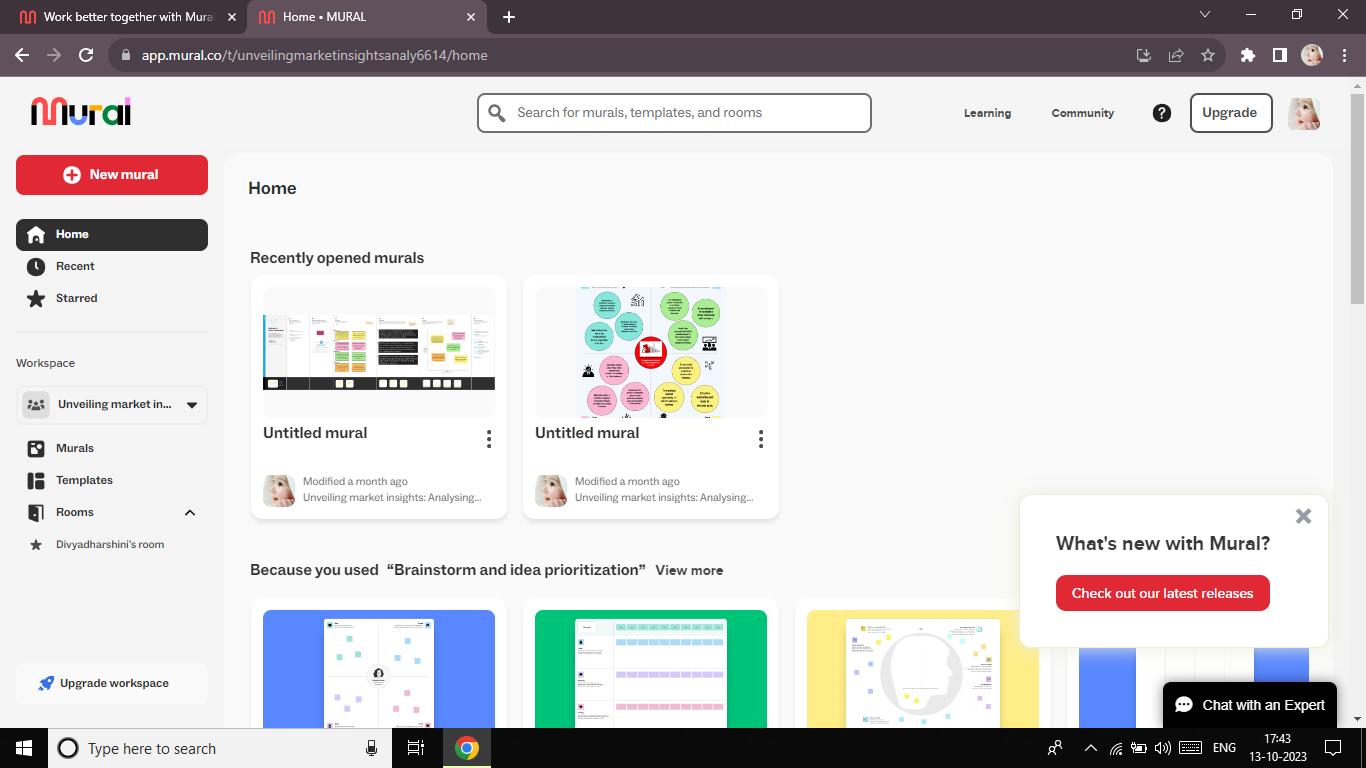 Work better together with Mural
Home • MURAL
app.mural.co/t/unveilingmarketinsightsanaly6614/home
Mural
Search for murals, templates, and rooms
Learning
Community
?
Upgrade
New mural
Home
Home
Recent
Starred
Recently opened murals
Workspace
Unveiling market in...
Murals
Templates
Rooms
Divyadharshini's room
Untitled mural
Untitled mural
Modified a month ago
Unveiling market insights: Analysing...
Modified a month ago
Unveiling market insights: Analysing...
What's new with Mural?
Check out our latest releases
Because you used “Brainstorm and idea prioritization” View more
Upgrade workspace
Chat with an Expert
Type here to search
ENG
17:43
13-10-2023